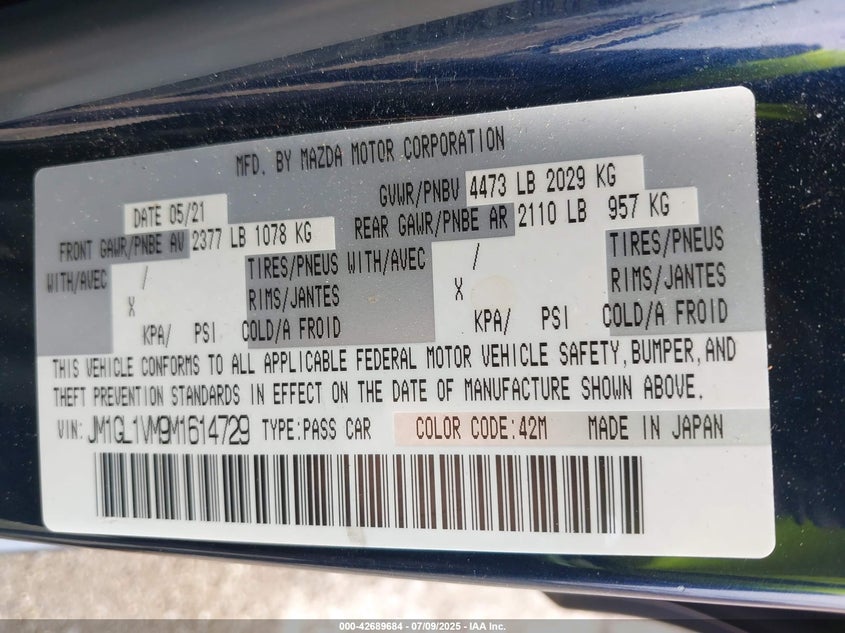 MFD. BY MAZDA MOTOR CORPORATION
DATE 05/21 GVWR/PNBV 4473 LB 2029 KG
FRONT GAWR/PNBE AV 2377 LB 1078 KG REAR GAWR/PNBE AR 2110 LB 957 KG
WITH/AVEC / TIRES/PNEUS WITH/AVEC / TIRES/PNEUS
X RIMS/JANTES X RIMS/JANTES
KPA/ PSI COLD/A FROID KPA/ PSI COLD/A FROID
THIS VEHICLE CONFORMS TO ALL APPLICABLE FEDERAL MOTOR VEHICLE SAFETY, BUMPER, AND
THEFT PREVENTION STANDARDS IN EFFECT ON THE DATE OF MANUFACTURE SHOWN ABOVE.
VIN: JM1GL1VM9M1614729 TYPE:PASS CAR COLOR CODE:42M MADE IN JAPAN
000-42689684 / 07/09/2025 - IAA Inc.